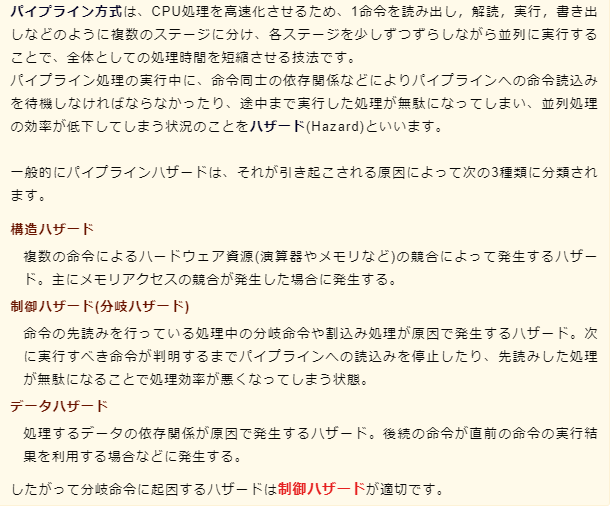 パイプライン方式は、CPU処理を高速化させるため、1命令を読み出し，解読，実行，書き出
しなどのように複数のステージに分け、各ステージを少しずつずらしながら並列に実行する
ことで、全体としての処理時間を短縮させる技法です。
パイプライン処理の実行中に、命令同士の依存関係などによりパイプラインへの命令読込み
を待機しなければならなかったり、途中まで実行した処理が無駄になってしまい、並列処理
の効率が低下してしまう状況のことをハザード(Hazard)といいます。
一般的にパイプラインハザードは、それが引き起こされる原因によって次の3種類に分類され
ます。
構造ハザード
複数の命令によるハードウェア資源(演算器やメモリなど)の競合によって発生するハザー
ド。主にメモリアクセスの競合が発生した場合に発生する。
制御ハザード(分岐ハザード)
命令の先読みを行っている処理中の分岐命令や割込み処理が原因で発生するハザード。次
に実行すべき命令が判明するまでパイプラインへの読込みを停止したり、先読みした処理
が無駄になることで処理効率が悪くなってしまう状態。
データハザード
処理するデータの依存関係が原因で発生するハザード。後続の命令が直前の命令の実行結
果を利用する場合などに発生する。
したがって分岐命令に起因するハザードは制御ハザードが適切です。